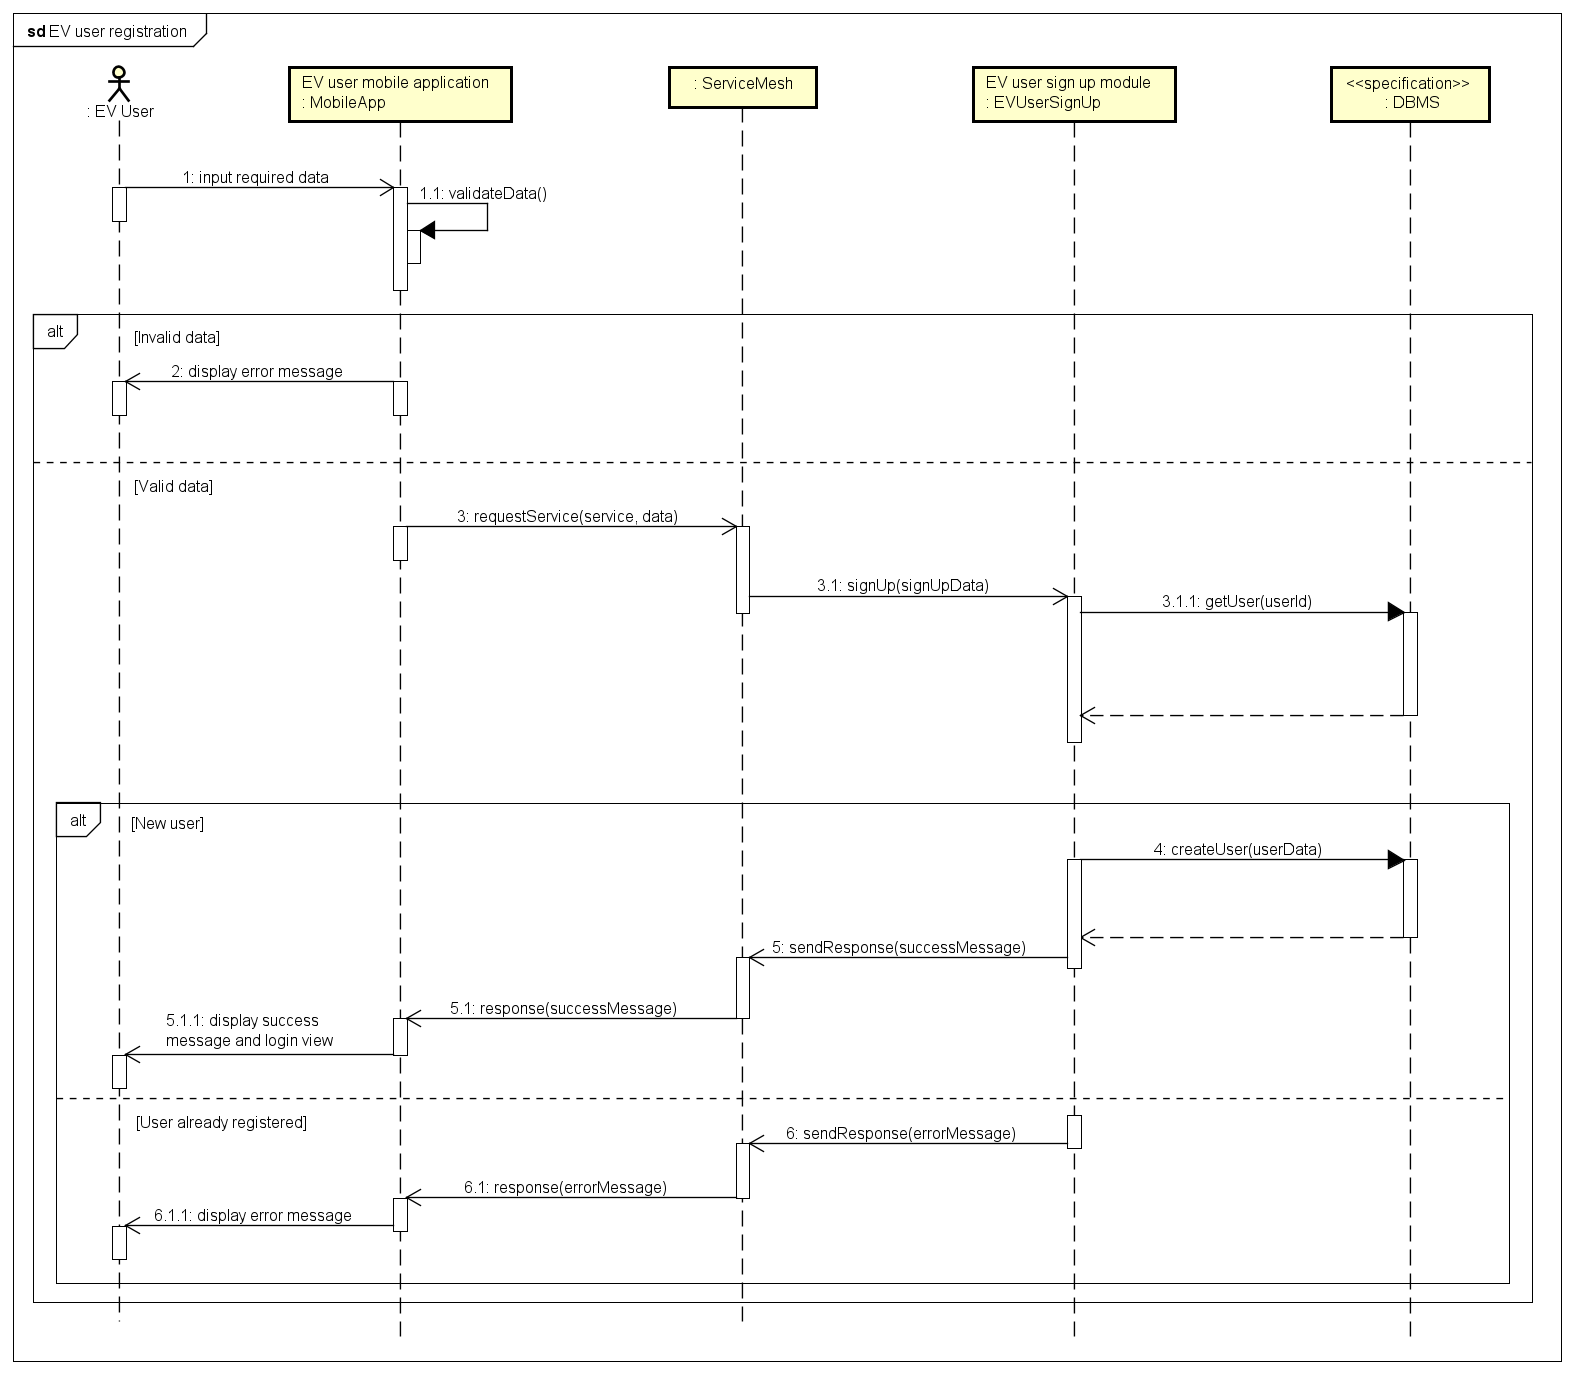 sd EV user registration
: EV User
EV user mobile application
: MobileApp
: ServiceMesh
EV user sign up module
: EVUserSignUp
<<specification>>
: DBMS
1: input required data
1.1: validateData()
alt
[Invalid data]
2: display error message
[Valid data]
3: requestService(service, data)
3.1: signUp(signUpData)
3.1.1: getUser(userId)
alt
[New user]
4: createUser(userData)
5: sendResponse(successMessage)
5.1: response(successMessage)
5.1.1: display success
message and login view
[User already registered]
6: sendResponse(errorMessage)
6.1: response(errorMessage)
6.1.1: display error message